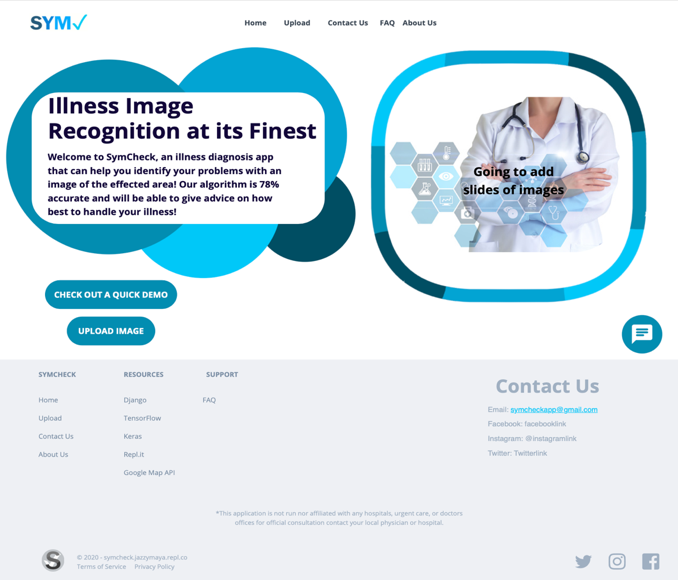 SYM✓
Home Upload Contact Us FAQ About Us
Illness Image
Recognition at its Finest
Welcome to SymCheck, an illness diagnosis app
that can help you identify your problems with an
image of the effected area! Our algorithm is 78%
accurate and will be able to give advice on how
best to handle your illness!
Going to add
slides of images
CHECK OUT A QUICK DEMO
UPLOAD IMAGE
SYMCHECK
Home
Upload
Contact Us
About Us
RESOURCES
Django
TensorFlow
Keras
Repl.it
Google Map API
SUPPORT
FAQ
Contact Us
Email: symcheckapp@gmail.com
Facebook: facebooklink
Instagram: @instagramlink
Twitter: Twitterlink
*This application is not run nor affiliated with any hospitals, urgent care, or doctors
offices for official consultation contact your local physician or hospital.
S
© 2020 - symcheck.jazzymaya.repl.co
Terms of Service Privacy Policy